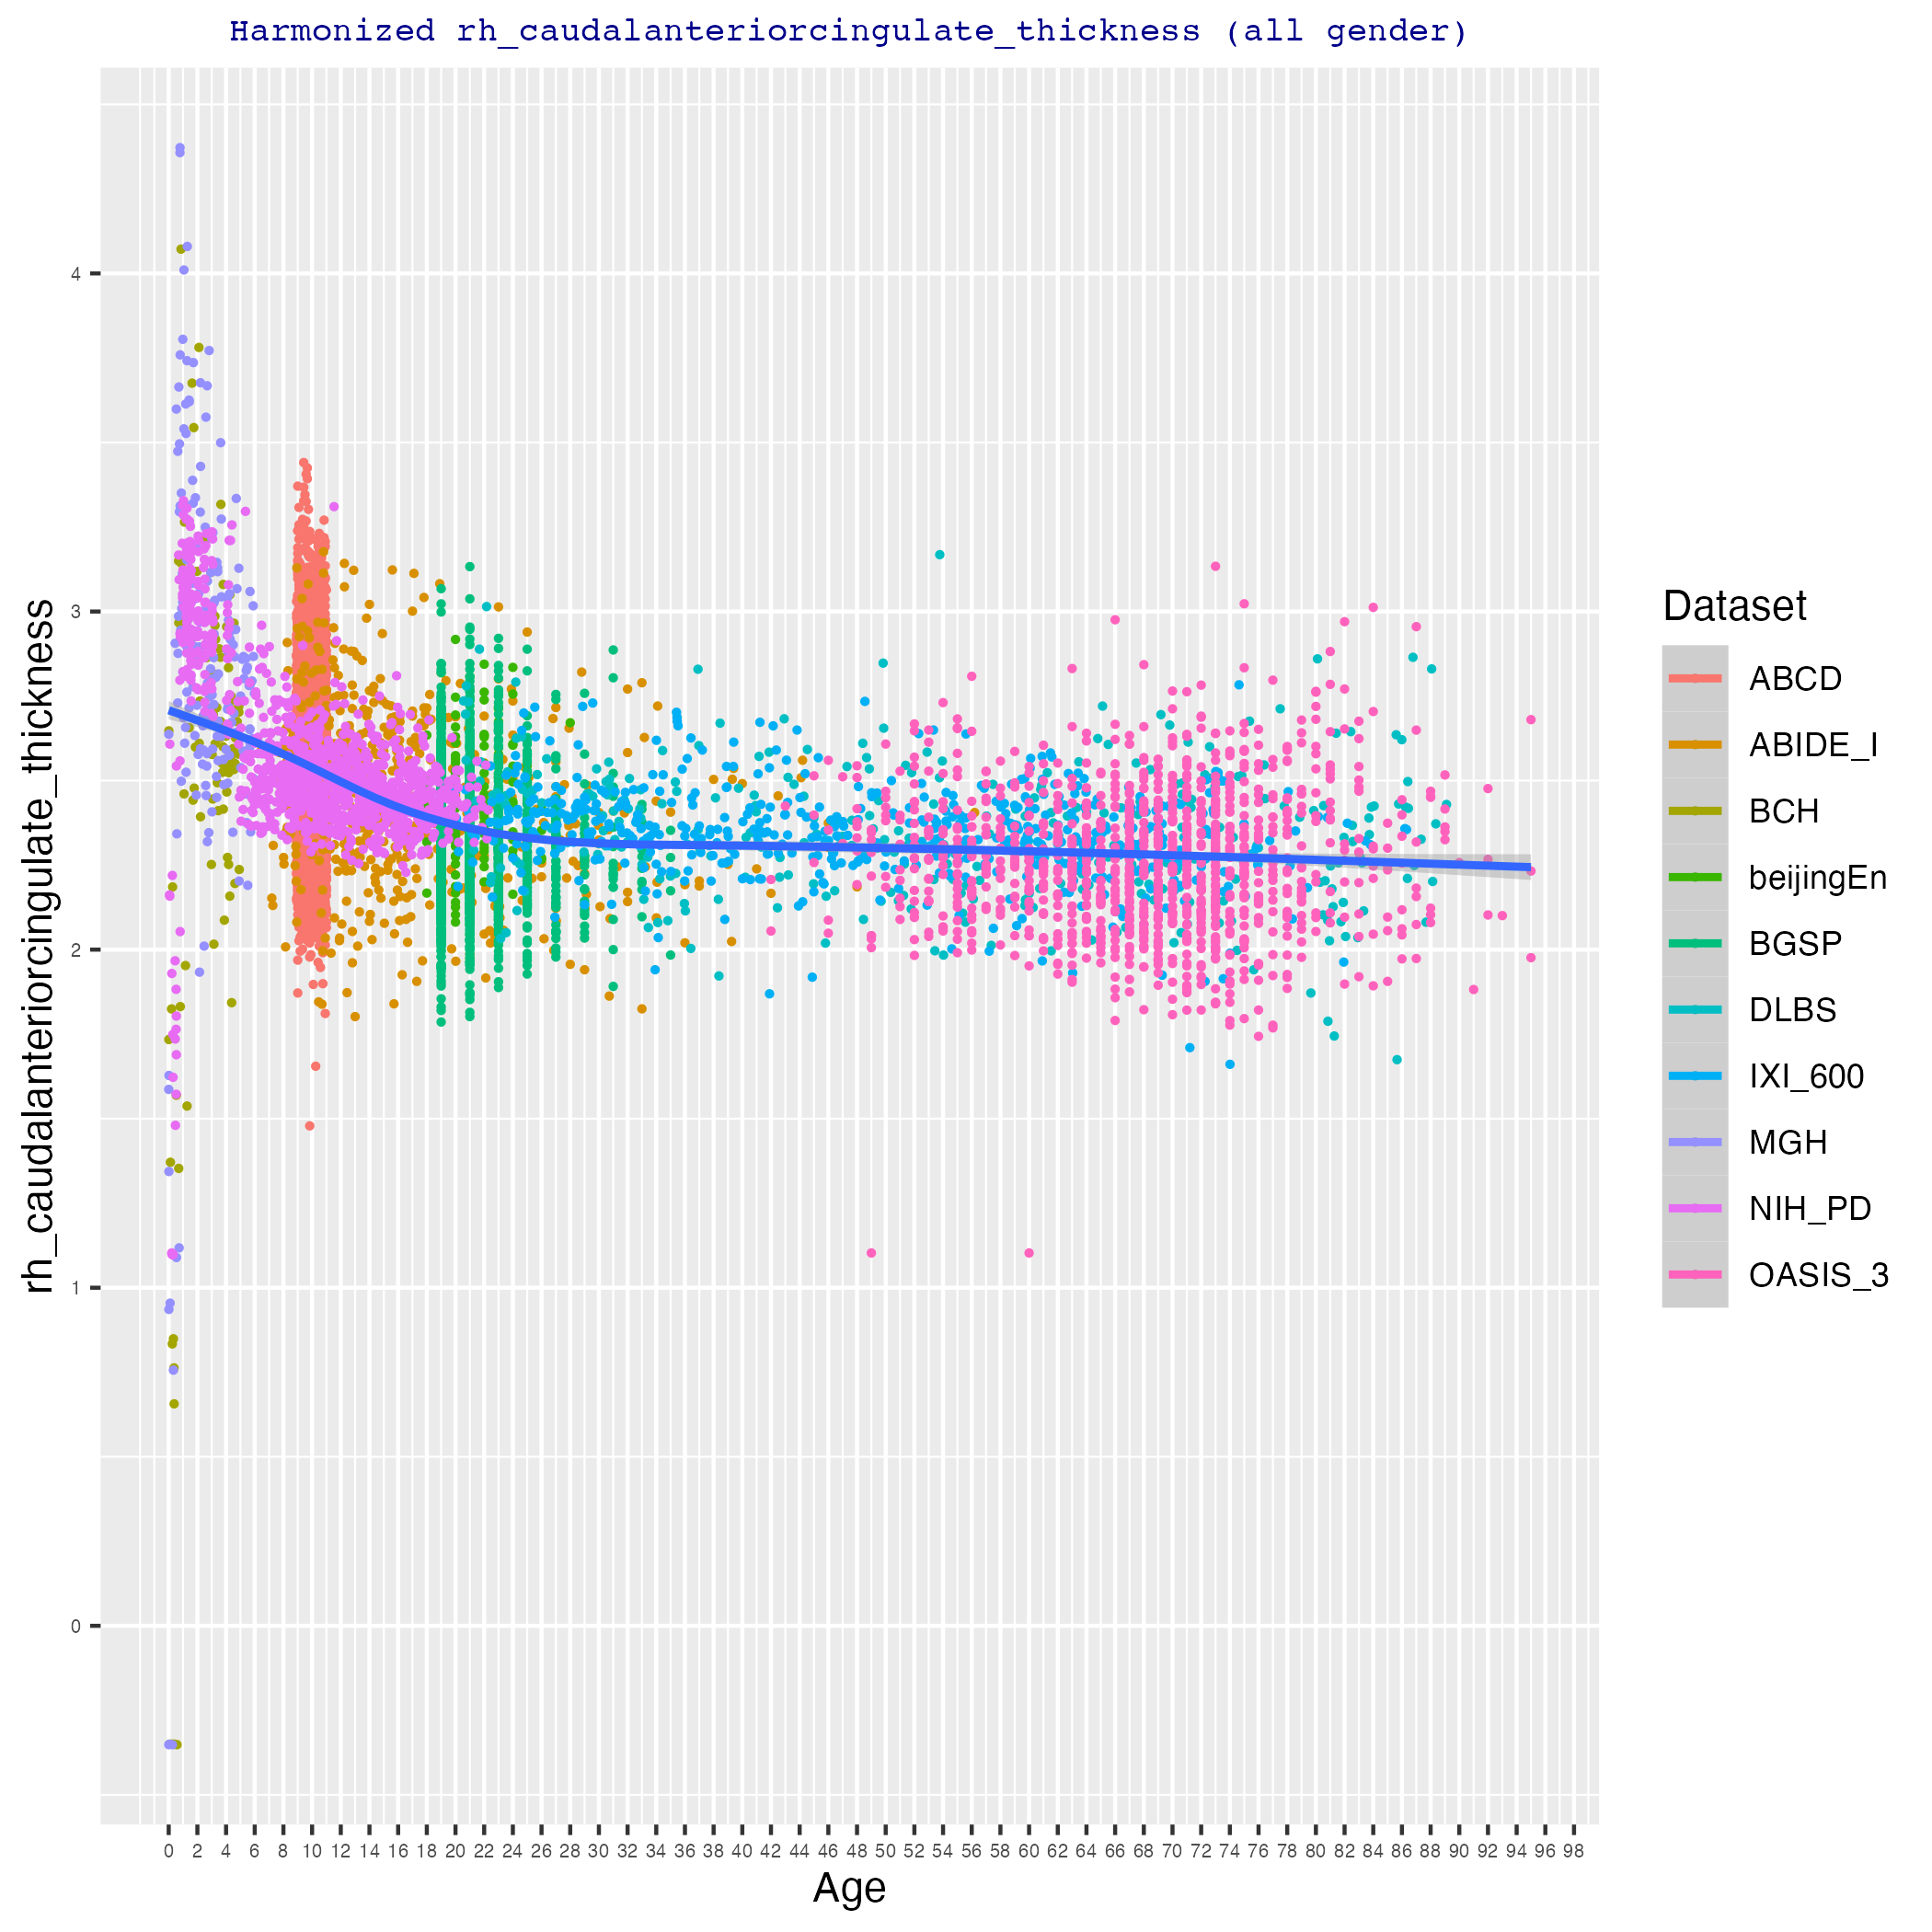 Harmonized rh_caudalanteriorcingulate_thickness (all gender)
rh_caudalanteriorcingulate_thickness
4
3
2
1
0
0 2 4 6 8 10 12 14 16 18 20 22 24 26 28 30 32 34 36 38 40 42 44 46 48 50 52 54 56 58 60 62 64 66 68 70 72 74 76 78 80 82 84 86 88 90 92 94 96 98
Age
Dataset
ABCD
ABIDE_I
BCH
beijingEn
BGSP
DLBS
IXI_600
MGH
NIH_PD
OASIS_3